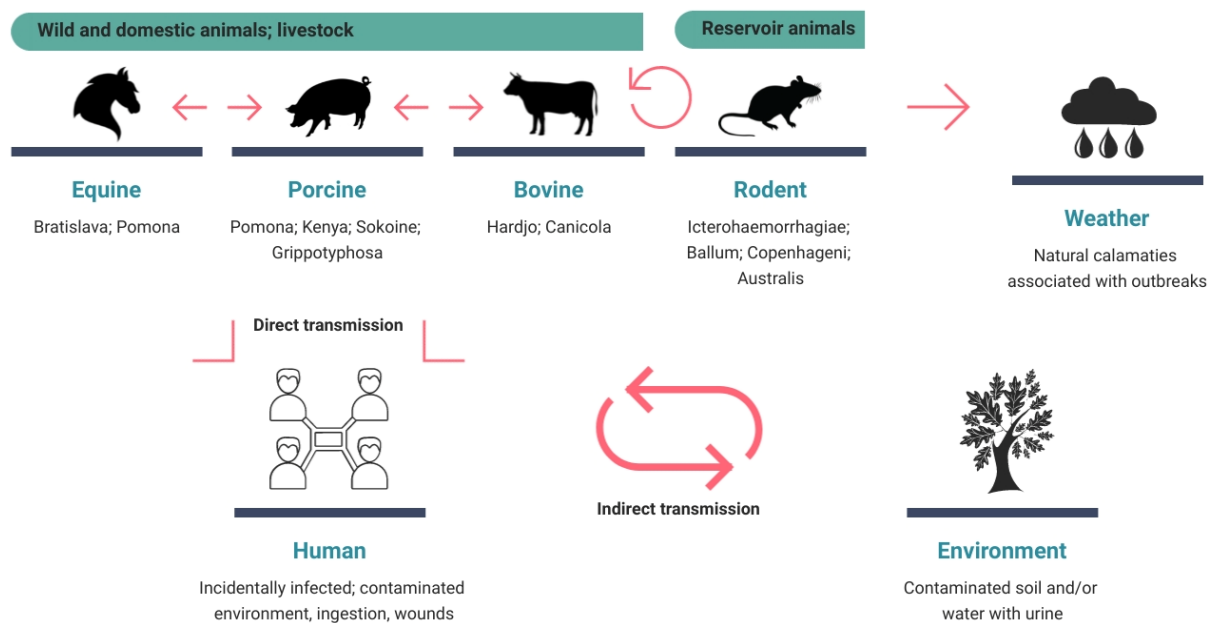 Wild and domestic animals; livestock
Reservoir animals
Equine
Bratislava; Pomona
Porcine
Pomona; Kenya; Sokoine;
Grippotyphosa
Bovine
Hardjo; Canicola
Rodent
Icterohaemorrhagiae;
Ballum; Copenhageni;
Australis
Weather
Natural calamaties
associated with outbreaks
Direct transmission
Indirect transmission
Human
Incidentally infected; contaminated
environment, ingestion, wounds
Environment
Contaminated soil and/or
water with urine